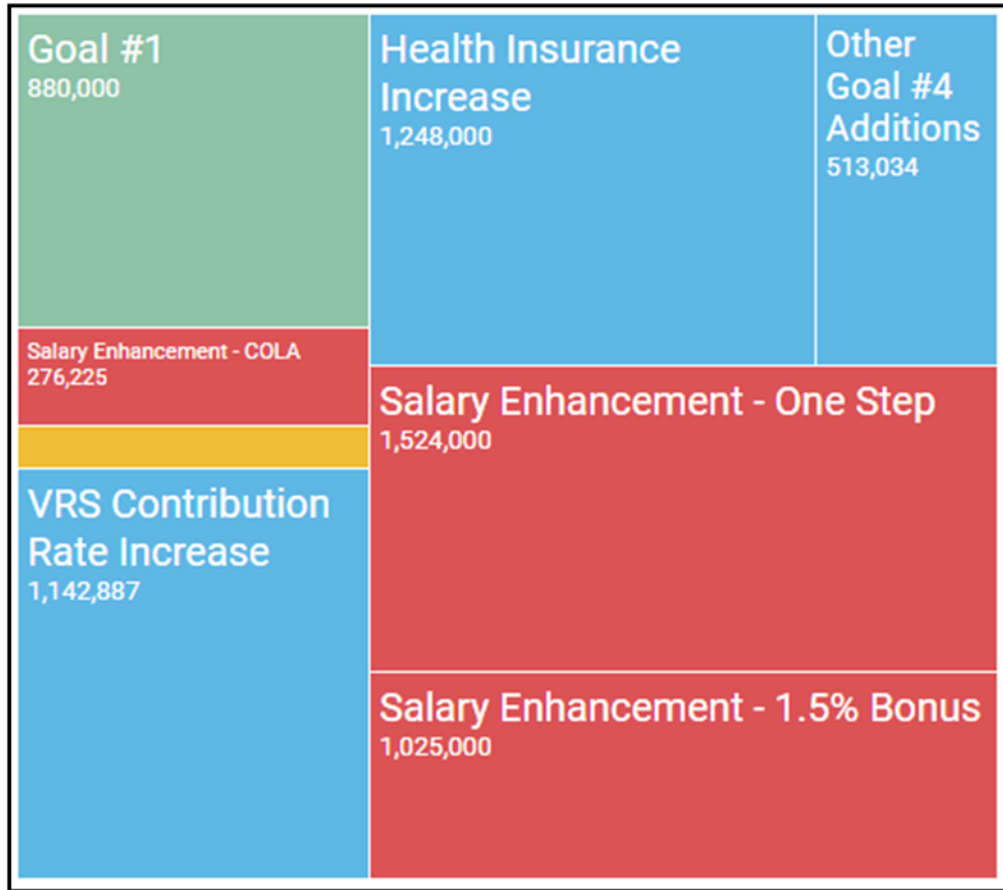 Goal #1
880,000
Salary Enhancement - COLA
276,225
VRS Contribution
Rate Increase
1,142,887
Health Insurance
Increase
1,248,000
Other
Goal #4
Additions
513,034
Salary Enhancement - One Step
1,524,000
Salary Enhancement - 1.5% Bonus
1,025,000